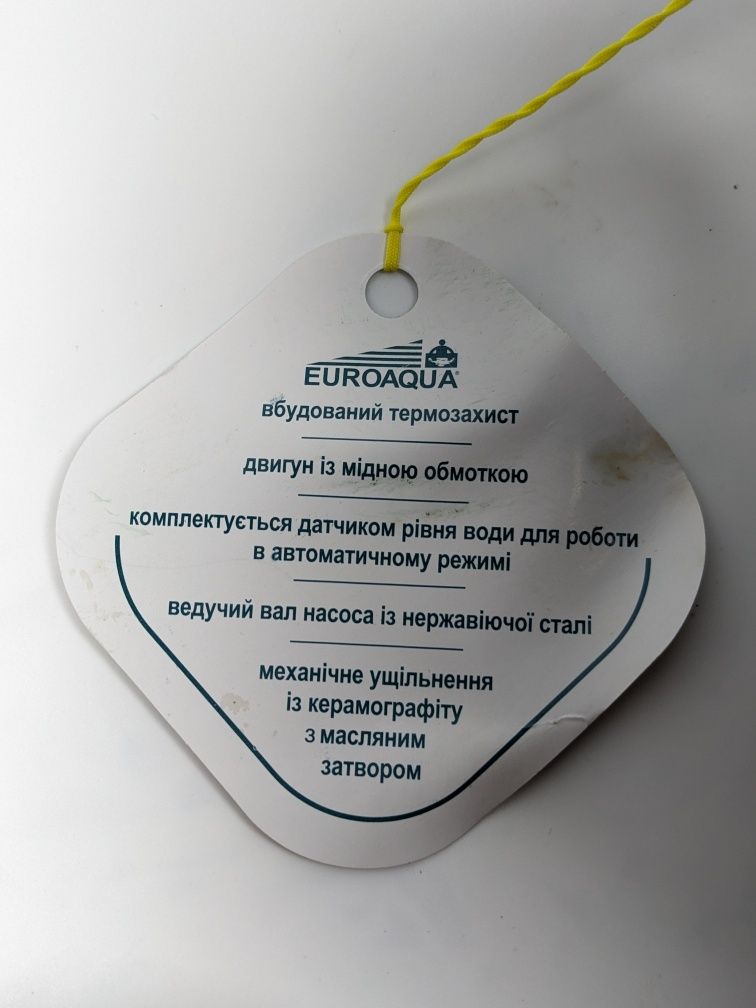 EUROAQUA®
вбудований термозахист
двигун із мідною обмоткою
комплектується датчиком рівня води для роботи
в автоматичному режимі
ведучий вал насоса із нержавіючої сталі
механічне ущільнення
із керамографіту
з масляним
затвором